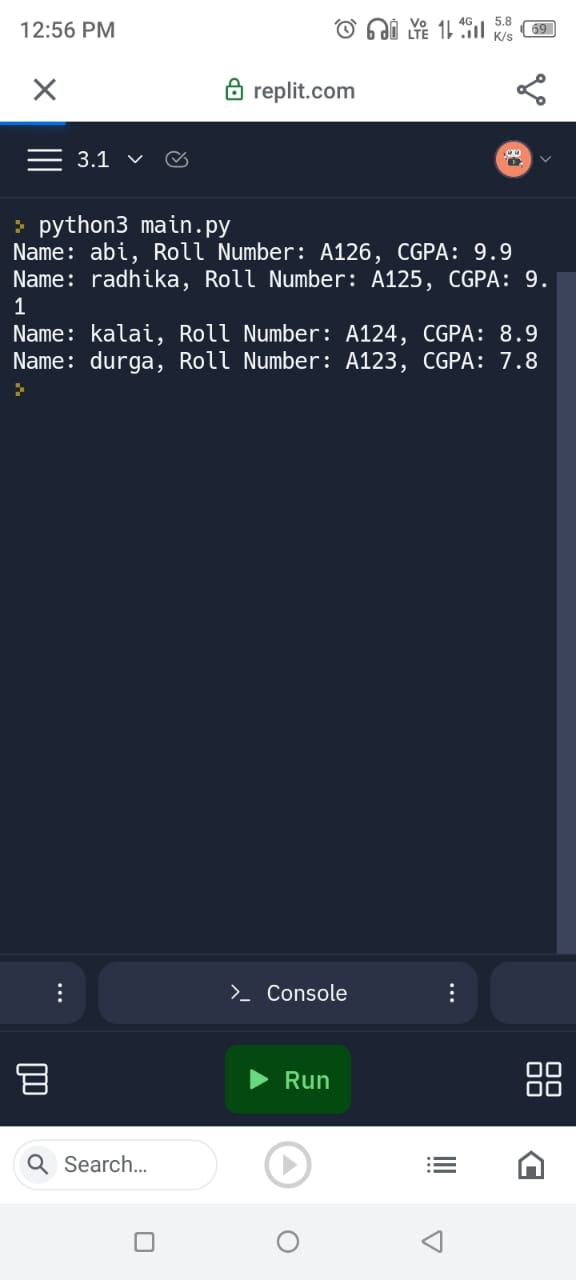 12:56 PM
Vo LTE 4G 5.8 K/s 69
replit.com
3.1
python3 main.py
Name: abi, Roll Number: A126, CGPA: 9.9
Name: radhika, Roll Number: A125, CGPA: 9.
1
Name: kalai, Roll Number: A124, CGPA: 8.9
Name: durga, Roll Number: A123, CGPA: 7.8
Console
Run
Search...